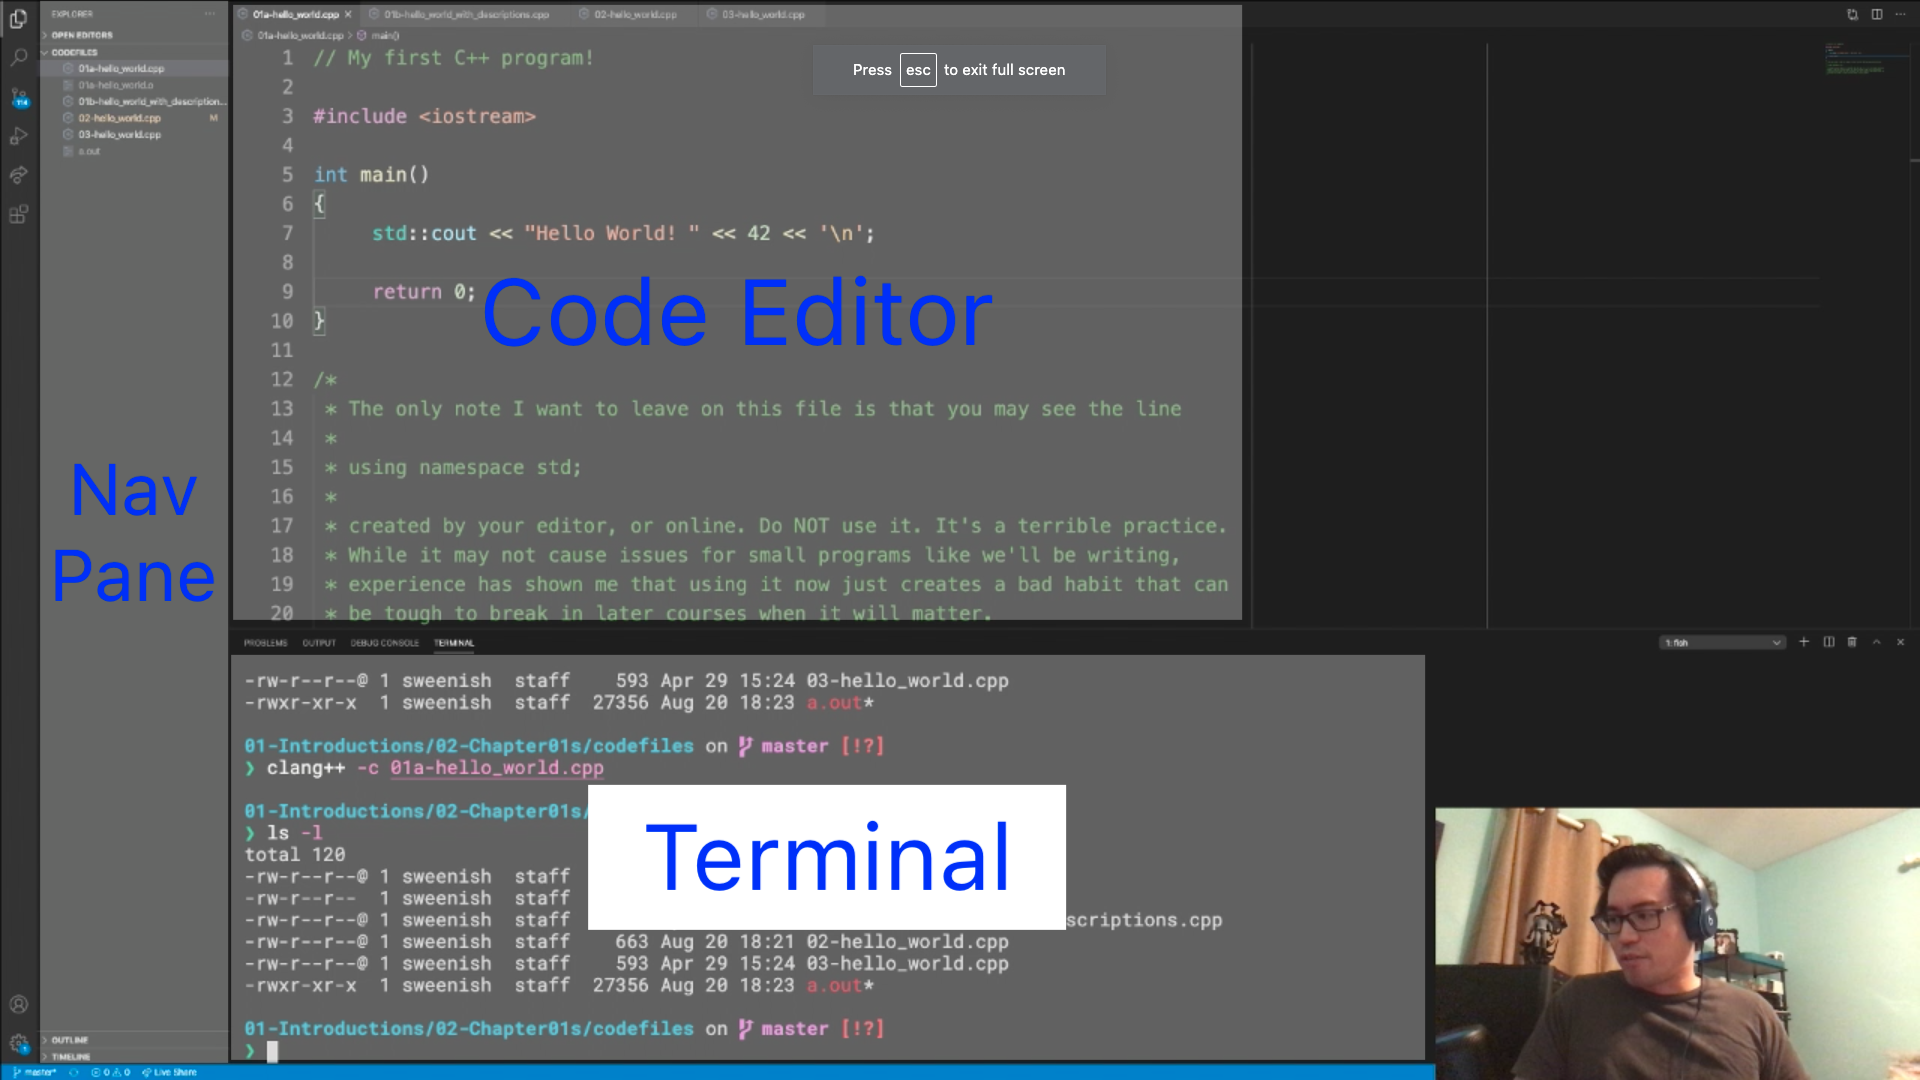 EXPLORER
OPEN EDITORS
CODEFILES
01a-hello_world.cpp
01a-hello_world.o
01b-hello_world_with_description...
02-hello_world.cpp M
03-hello_world.cpp
a.out
114
Nav
Pane
OUTLINE
TIMELINE
01a-hello_world.cpp × 01b-hello_world_with_descriptions.cpp 02-hello_world.cpp 03-hello_world.cpp
01a-hello_world.cpp > main()
Press esc to exit full screen
1 // My first C++ program!
2
3 #include <iostream>
4
5 int main()
6 {
7 std::cout << "Hello World! " << 42 << '\n';
8
9 return 0;
10 }
11
12 /*
13 * The only note I want to leave on this file is that you may see the line
14 *
15 * using namespace std;
16 *
17 * created by your editor, or online. Do NOT use it. It's a terrible practice.
18 * While it may not cause issues for small programs like we'll be writing,
19 * experience has shown me that using it now just creates a bad habit that can
20 * be tough to break in later courses when it will matter.
Code Editor
PROBLEMS OUTPUT DEBUG CONSOLE TERMINAL 1: fish
-rw-r--r--@ 1 sweenish staff 593 Apr 29 15:24 03-hello_world.cpp
-rwxr-xr-x 1 sweenish staff 27356 Aug 20 18:23 a.out*
01-Introductions/02-Chapter01s/codefiles on master [!?]
❯ clang++ -c 01a-hello_world.cpp
01-Introductions/02-Chapter01s/
❯ ls -l
total 120
-rw-r--r--@ 1 sweenish staff
-rw-r--r-- 1 sweenish staff
-rw-r--r--@ 1 sweenish staff scriptions.cpp
-rw-r--r--@ 1 sweenish staff 663 Aug 20 18:21 02-hello_world.cpp
-rw-r--r--@ 1 sweenish staff 593 Apr 29 15:24 03-hello_world.cpp
-rwxr-xr-x 1 sweenish staff 27356 Aug 20 18:23 a.out*
Terminal
01-Introductions/02-Chapter01s/codefiles on master [!?]
❯
master* 0 0 Live Share